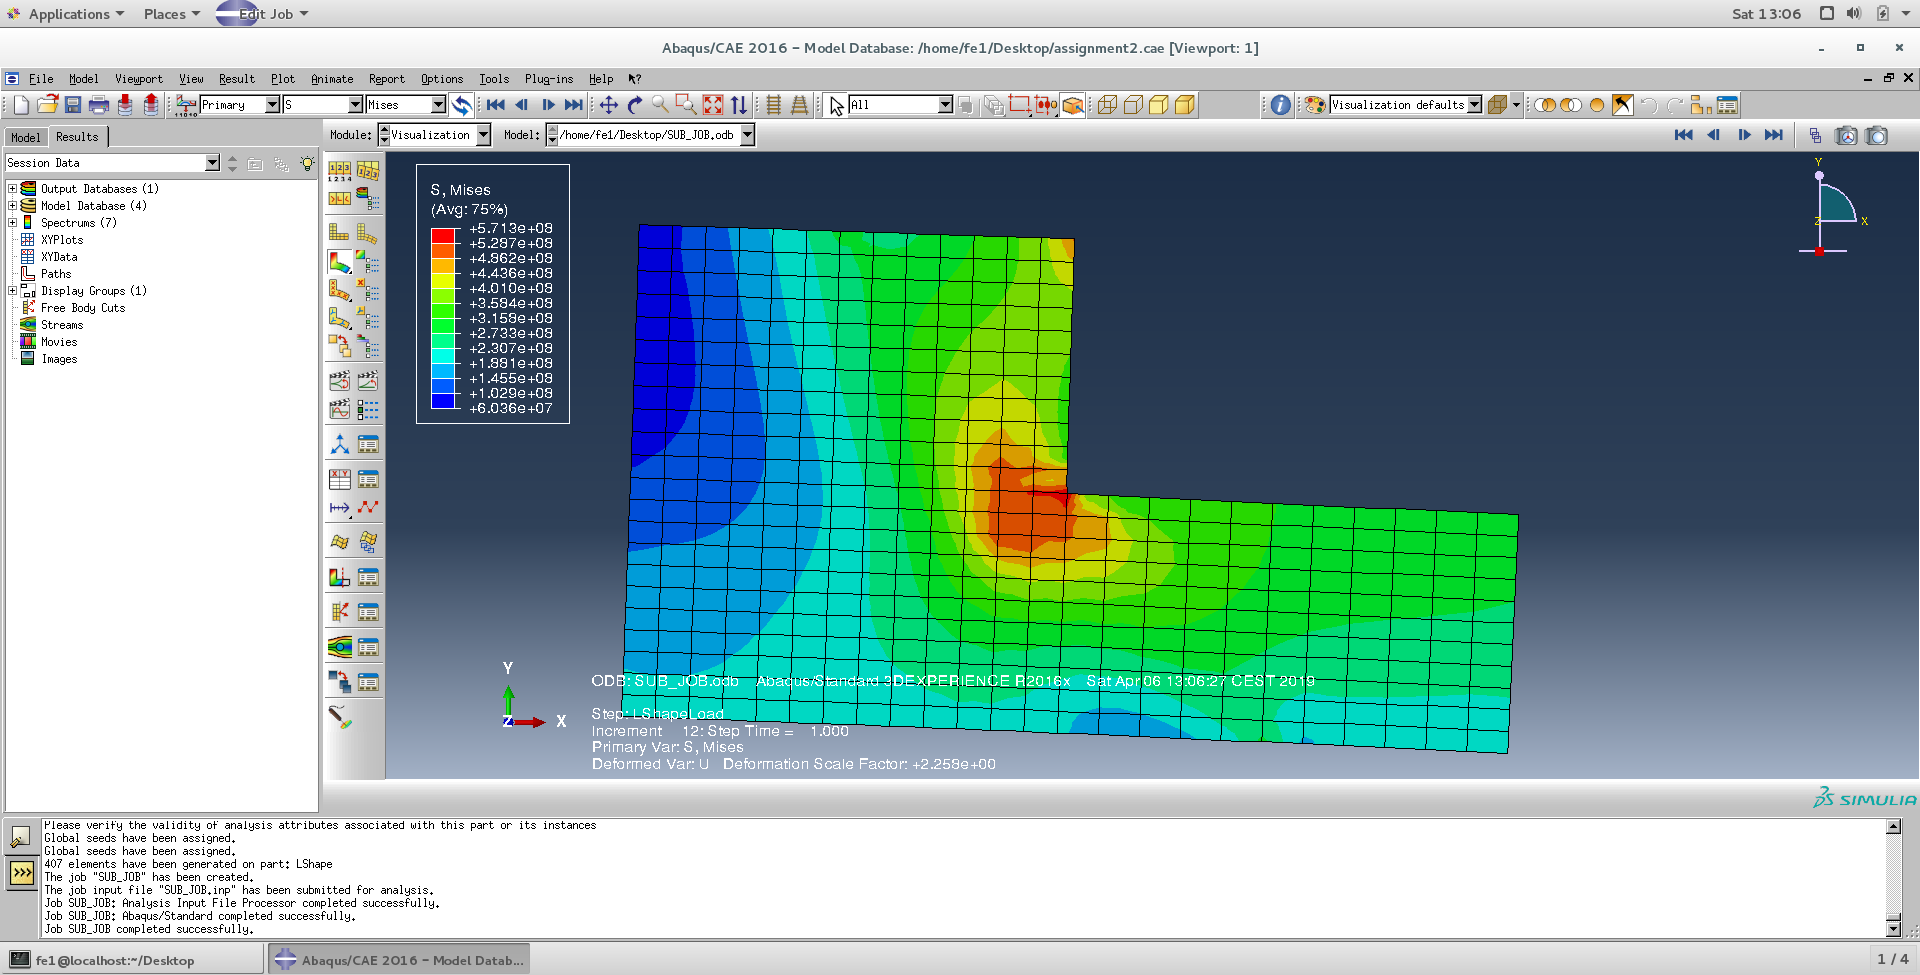 Applications Places Edit Job Sat 13:06
Abaqus/CAE 2016 - Model Database: /home/fe1/Desktop/assignment2.cae [Viewport: 1]
File Model Viewport View Result Plot Animate Report Options Tools Plug-ins Help
Primary S Mises All Visualization defaults
Model Results Module: Visualization Model: /home/fe1/Desktop/SUB_JOB.odb
Session Data
Output Databases (1)
Model Database (4)
Spectrums (7)
XYPlots
XYData
Paths
Display Groups (1)
Free Body Cuts
Streams
Movies
Images
S, Mises
(Avg: 75%)
+5.713e+08
+5.287e+08
+4.862e+08
+4.436e+08
+4.010e+08
+3.584e+08
+3.158e+08
+2.733e+08
+2.307e+08
+1.881e+08
+1.455e+08
+1.029e+08
+6.036e+07
Y
Z X
Y
Z X
ODB: SUB_JOB.odb Abaqus/Standard 3DEXPERIENCE R2016x Sat Apr 06 13:06:27 CEST 2019
Step: LShapeLoad
Increment 12: Step Time = 1.000
Primary Var: S, Mises
Deformed Var: U Deformation Scale Factor: +2.258e+00
SIMULIA
Please verify the validity of analysis attributes associated with this part or its instances
Global seeds have been assigned.
Global seeds have been assigned.
407 elements have been generated on part: LShape
The job "SUB_JOB" has been created.
The job input file "SUB_JOB.inp" has been submitted for analysis.
Job SUB_JOB: Analysis Input File Processor completed successfully.
Job SUB_JOB: Abaqus/Standard completed successfully.
Job SUB_JOB completed successfully.
fe1@localhost:~/Desktop Abaqus/CAE 2016 - Model Datab... 1 / 4